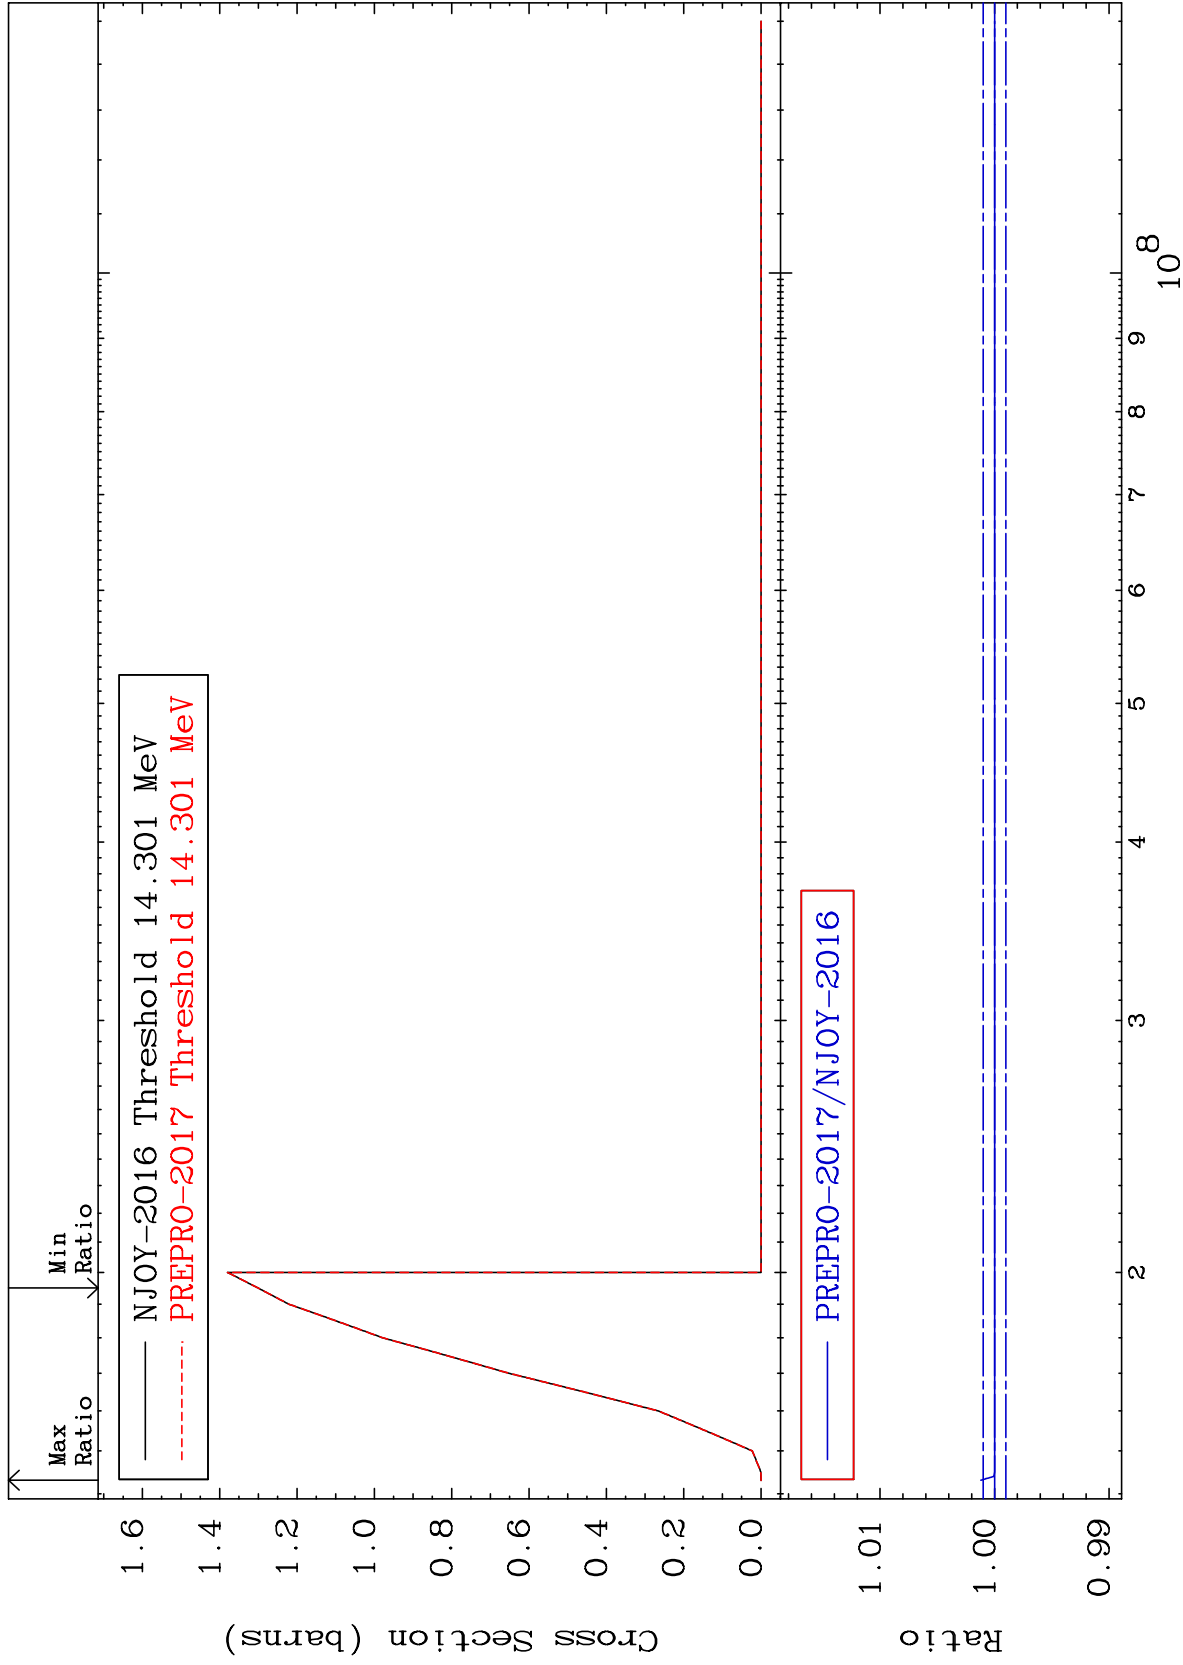 Max
Ratio
Min
Ratio
NJOY-2016 Threshold 14.301 MeV
PREPRO-2017 Threshold 14.301 MeV
1.6
1.4
1.2
1.0
0.8
0.6
0.4
0.2
0.0
Cross Section (barns)
PREPRO-2017/NJOY-2016
1.01
1.00
0.99
Ratio
2
3
4
5
6
7
8
9
10^8